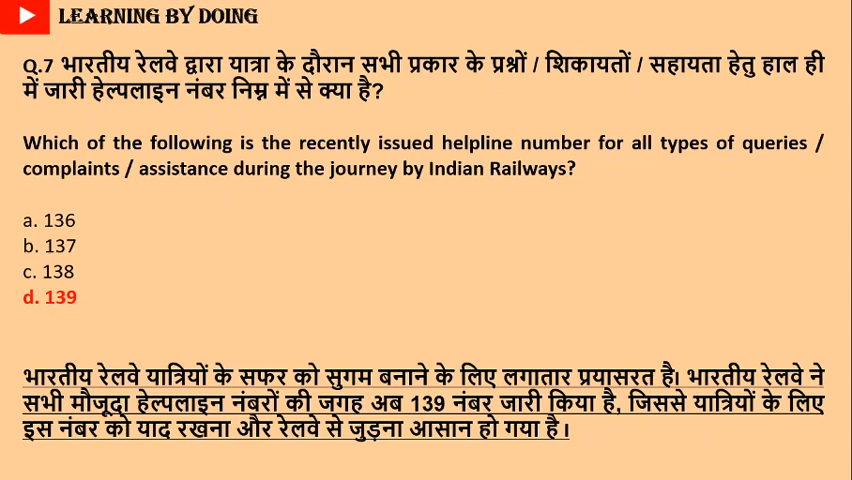 LEARNING BY DOING
Q.7 भारतीय रेलवे द्वारा यात्रा के दौरान सभी प्रकार के प्रश्नों / शिकायतों / सहायता हेतु हाल ही
में जारी हेल्पलाइन नंबर निम्न में से क्या है?
Which of the following is the recently issued helpline number for all types of queries /
complaints / assistance during the journey by Indian Railways?
a. 136
b. 137
c. 138
d. 139
भारतीय रेलवे यात्रियों के सफर को सुगम बनाने के लिए लगातार प्रयासरत है। भारतीय रेलवे ने
सभी मौजूदा हेल्पलाइन नंबरों की जगह अब 139 नंबर जारी किया है, जिससे यात्रियों के लिए
इस नंबर को याद रखना और रेलवे से जुड़ना आसान हो गया है।